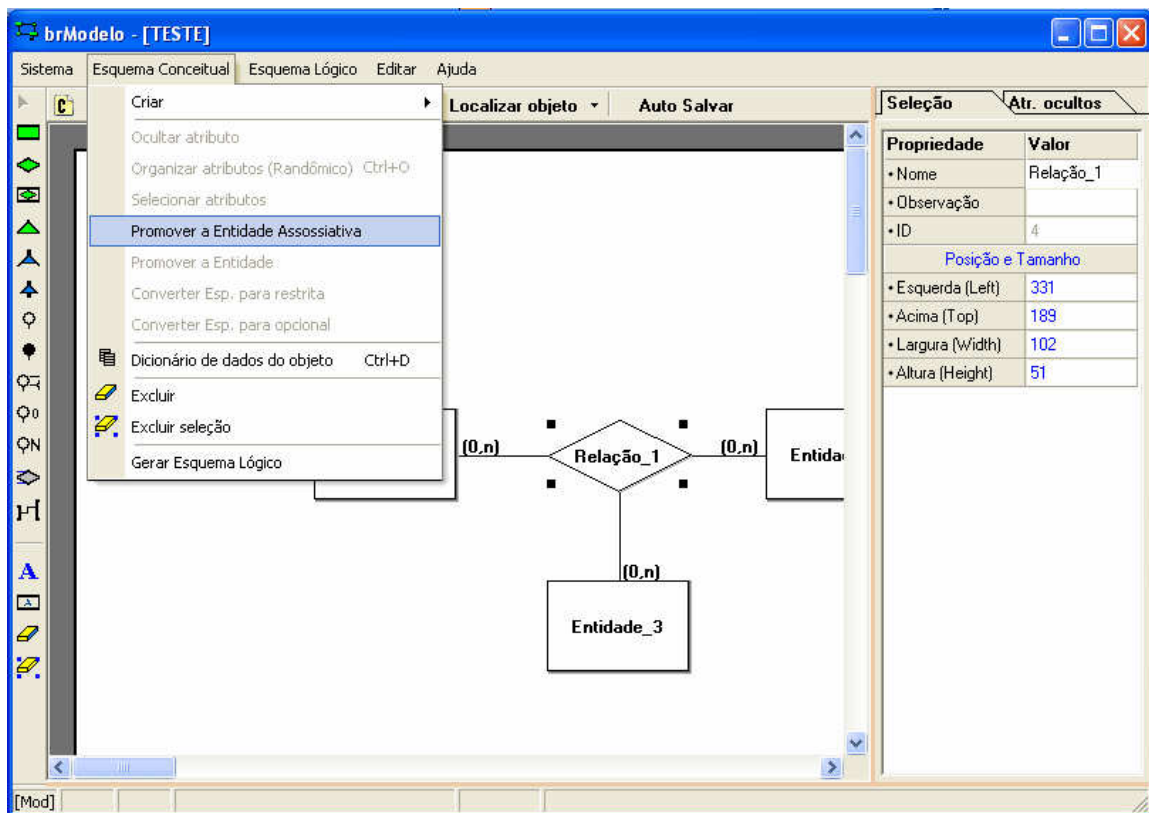 brModelo - [TESTE]
Sistema Esquema Conceitual Esquema Lógico Editar Ajuda
Localizar objeto Auto Salvar
Criar
Ocultar atributo
Organizar atributos (Randômico) Ctrl+O
Selecionar atributos
Promover a Entidade Assossiativa
Promover a Entidade
Converter Esp. para restrita
Converter Esp. para opcional
Dicionário de dados do objeto Ctrl+D
Excluir
Excluir seleção
Gerar Esquema Lógico
(0,n) Relação_1 (0,n)
(0,n)
Entidade_3
Seleção Atr. ocultos
Propriedade Valor
Nome Relação_1
Observação
ID 4
Posição e Tamanho
Esquerda (Left) 331
Acima (Top) 189
Largura (Width) 102
Altura (Height) 51
[Mod]